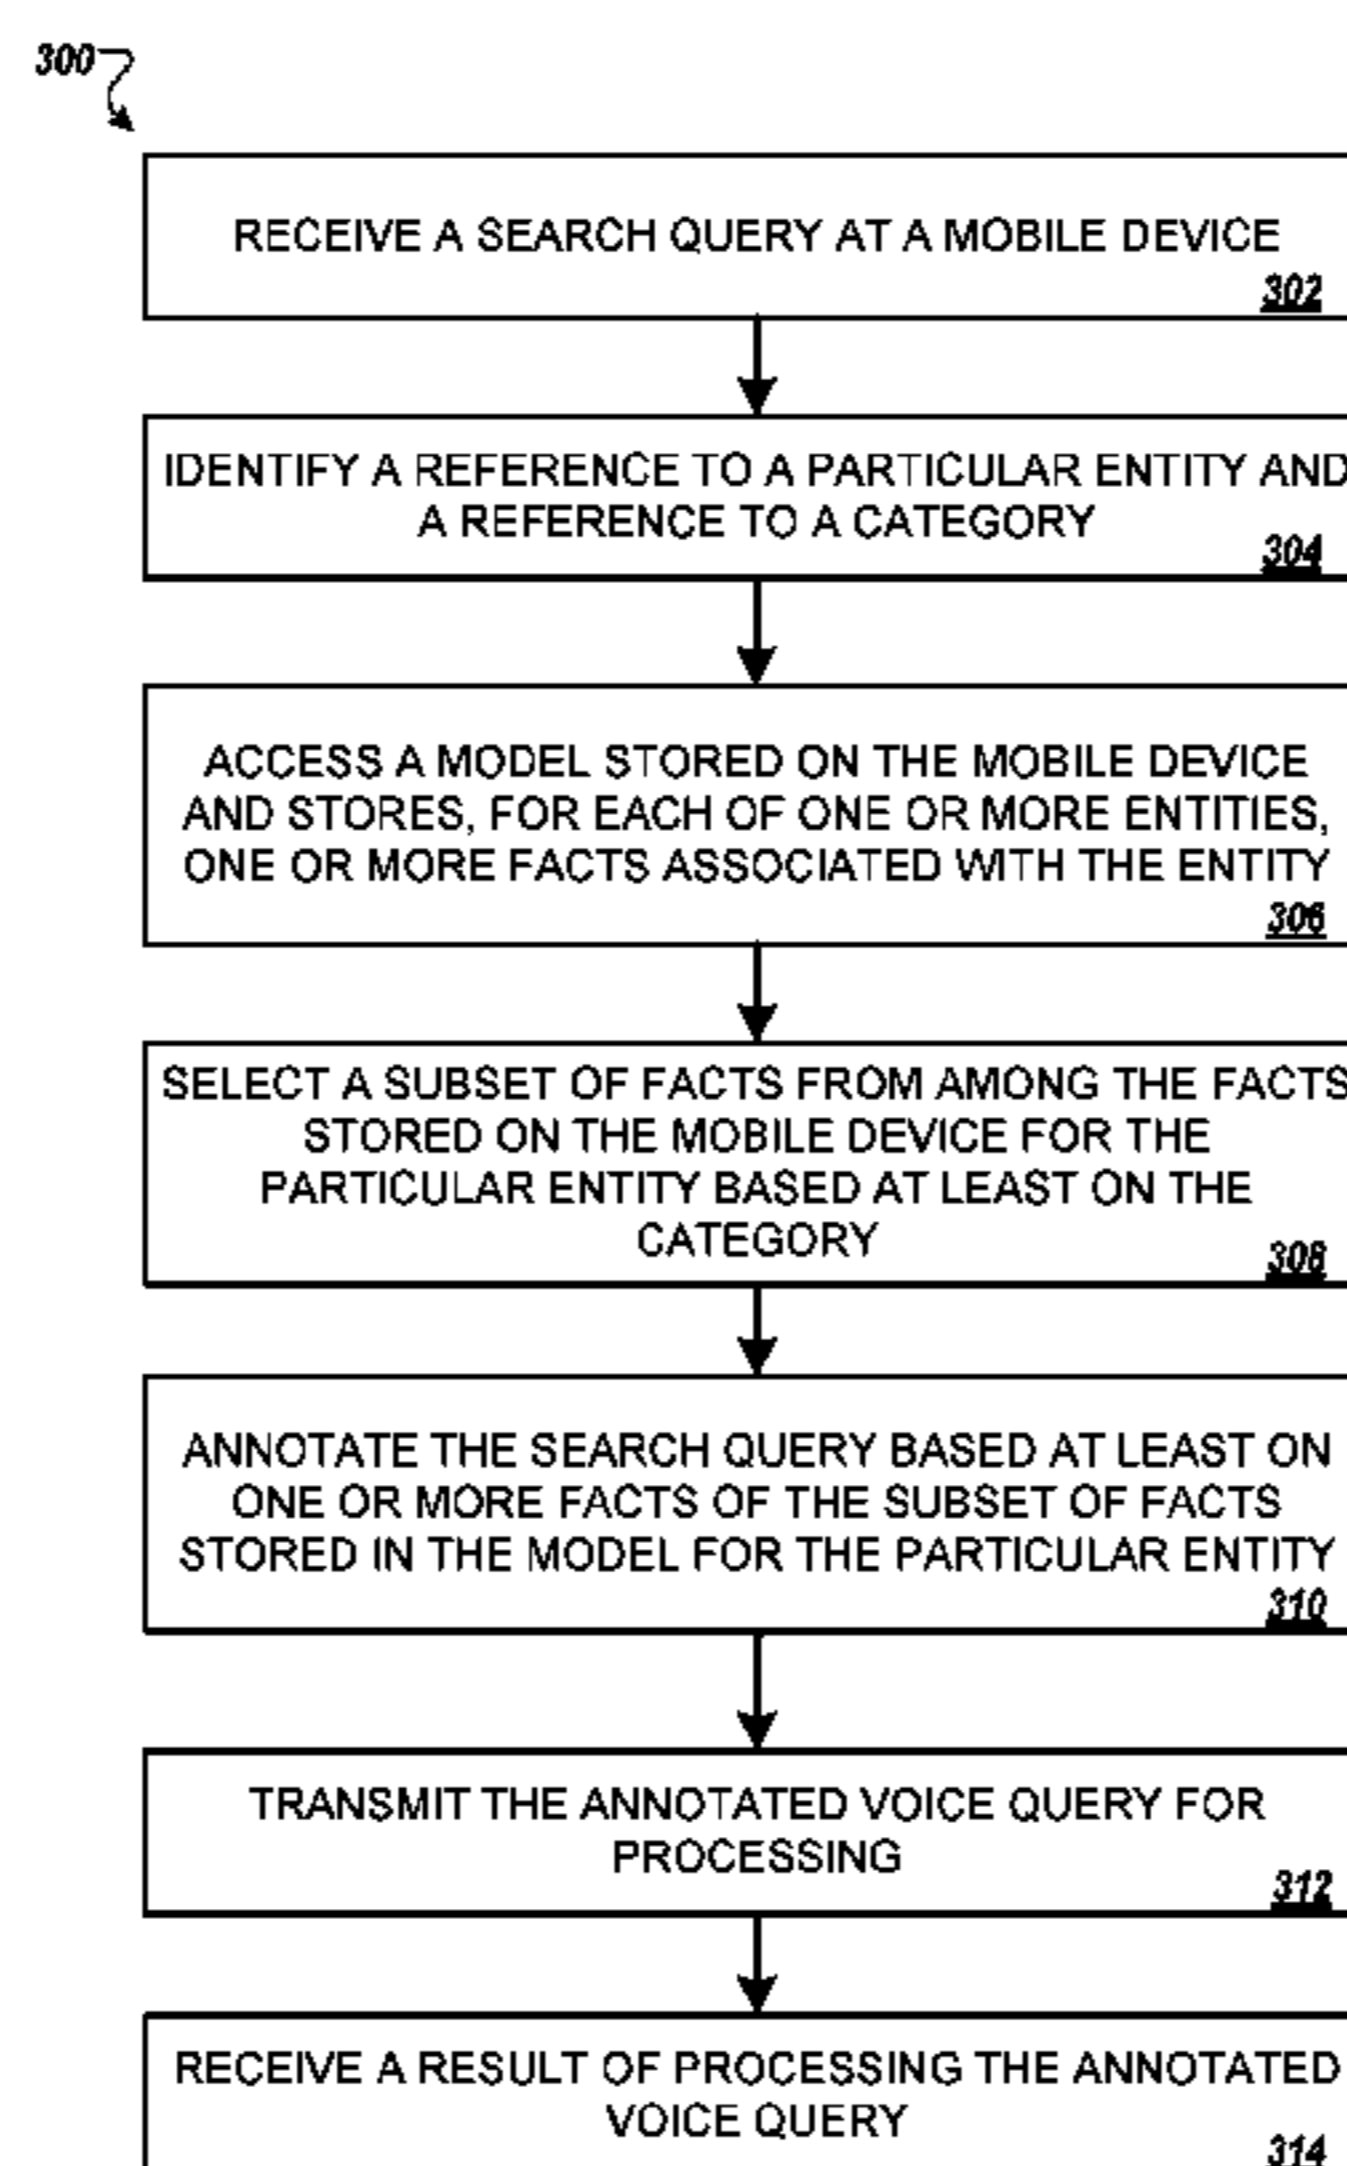 300
RECEIVE A SEARCH QUERY AT A MOBILE DEVICE
302
IDENTIFY A REFERENCE TO A PARTICULAR ENTITY AND
A REFERENCE TO A CATEGORY
304
ACCESS A MODEL STORED ON THE MOBILE DEVICE
AND STORES, FOR EACH OF ONE OR MORE ENTITIES,
ONE OR MORE FACTS ASSOCIATED WITH THE ENTITY
306
SELECT A SUBSET OF FACTS FROM AMONG THE FACTS
STORED ON THE MOBILE DEVICE FOR THE
PARTICULAR ENTITY BASED AT LEAST ON THE
CATEGORY
308
ANNOTATE THE SEARCH QUERY BASED AT LEAST ON
ONE OR MORE FACTS OF THE SUBSET OF FACTS
STORED IN THE MODEL FOR THE PARTICULAR ENTITY
310
TRANSMIT THE ANNOTATED VOICE QUERY FOR
PROCESSING
312
RECEIVE A RESULT OF PROCESSING THE ANNOTATED
VOICE QUERY
314